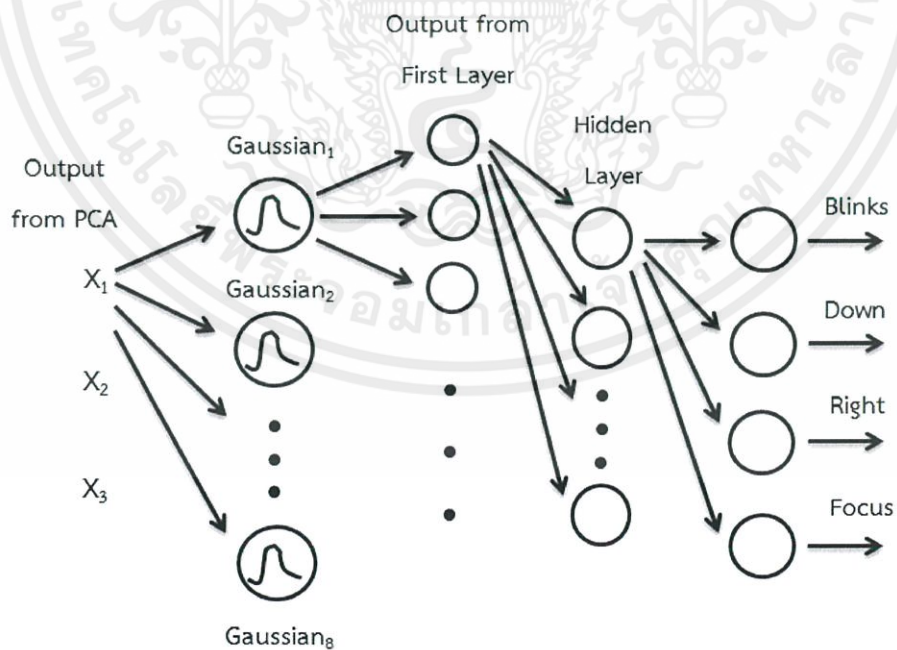 Output from
First Layer
Hidden
Layer
Gaussian₁
Output
from PCA
X₁
X₂
X₃
Gaussian₂
Gaussian₈
Blinks
Down
Right
Focus